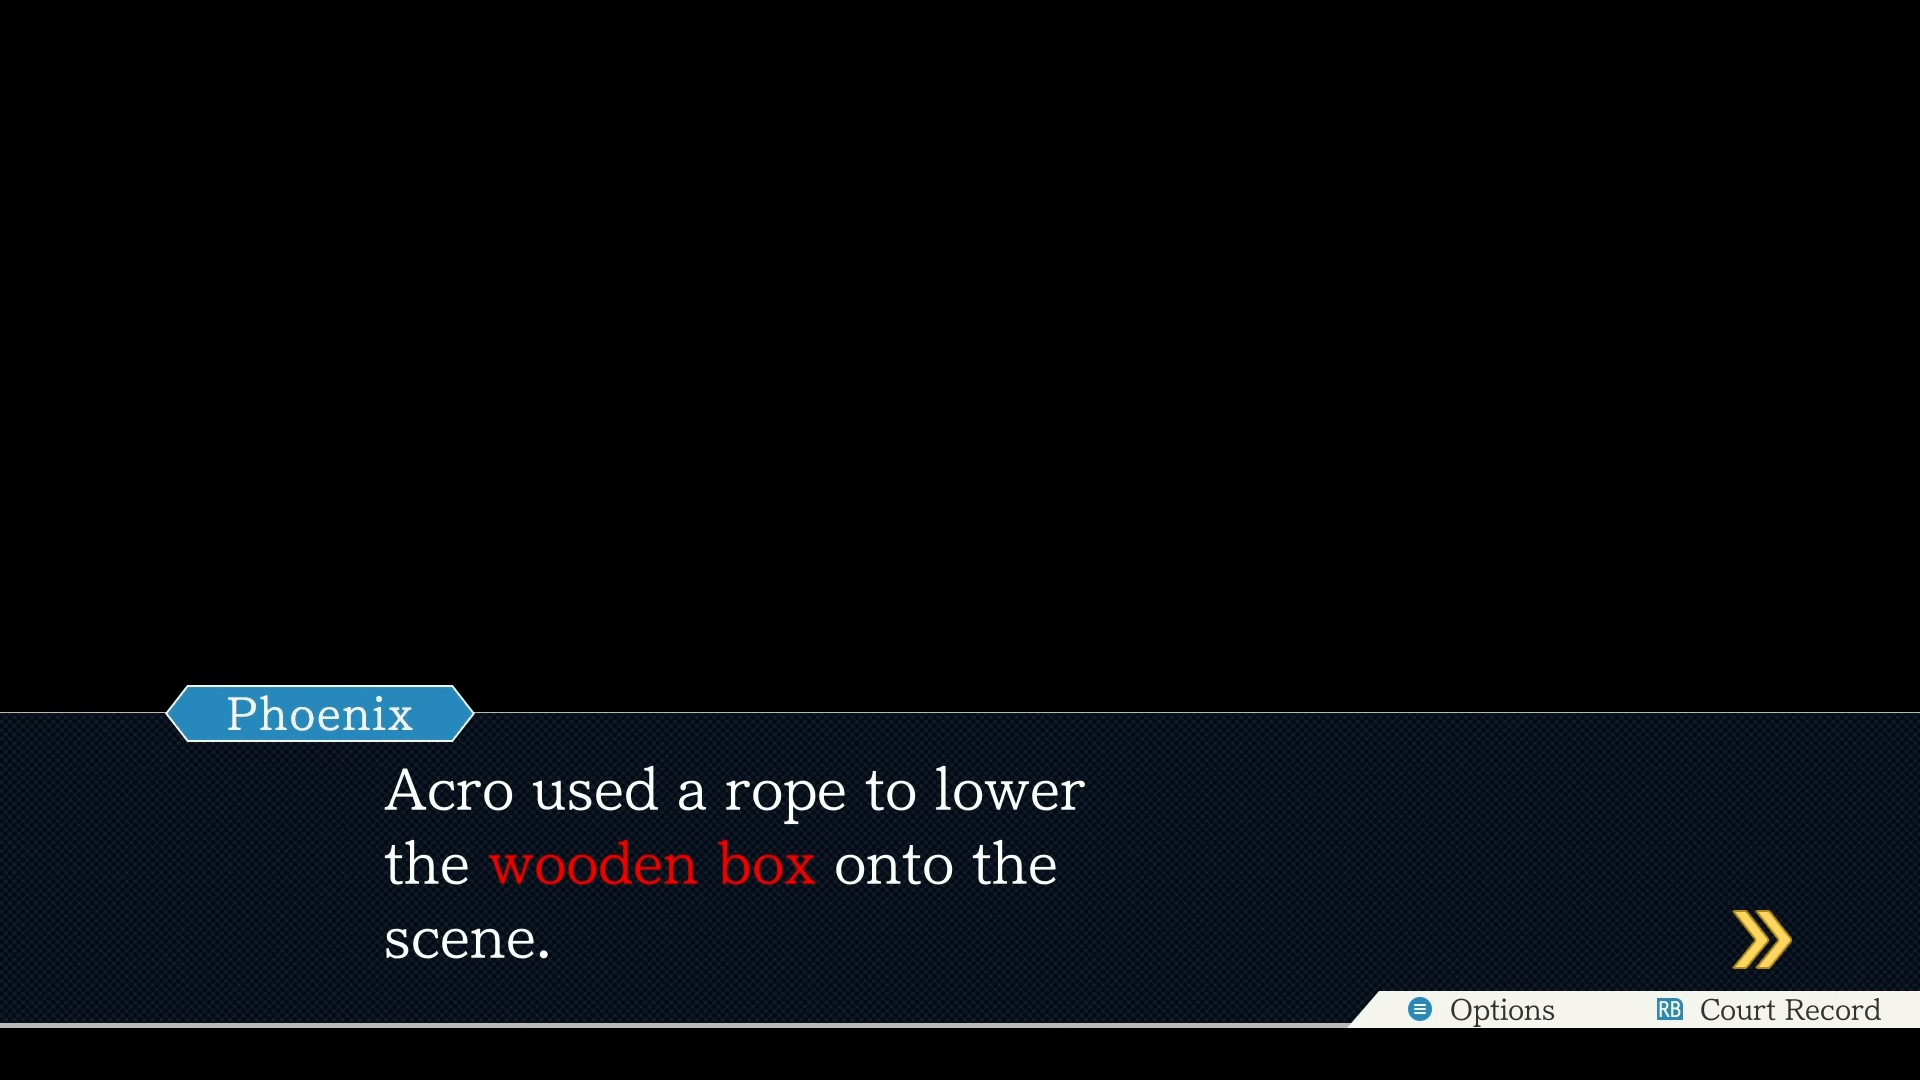 Phoenix
Acro used a rope to lower
the wooden box onto the
scene.
Options
RB Court Record